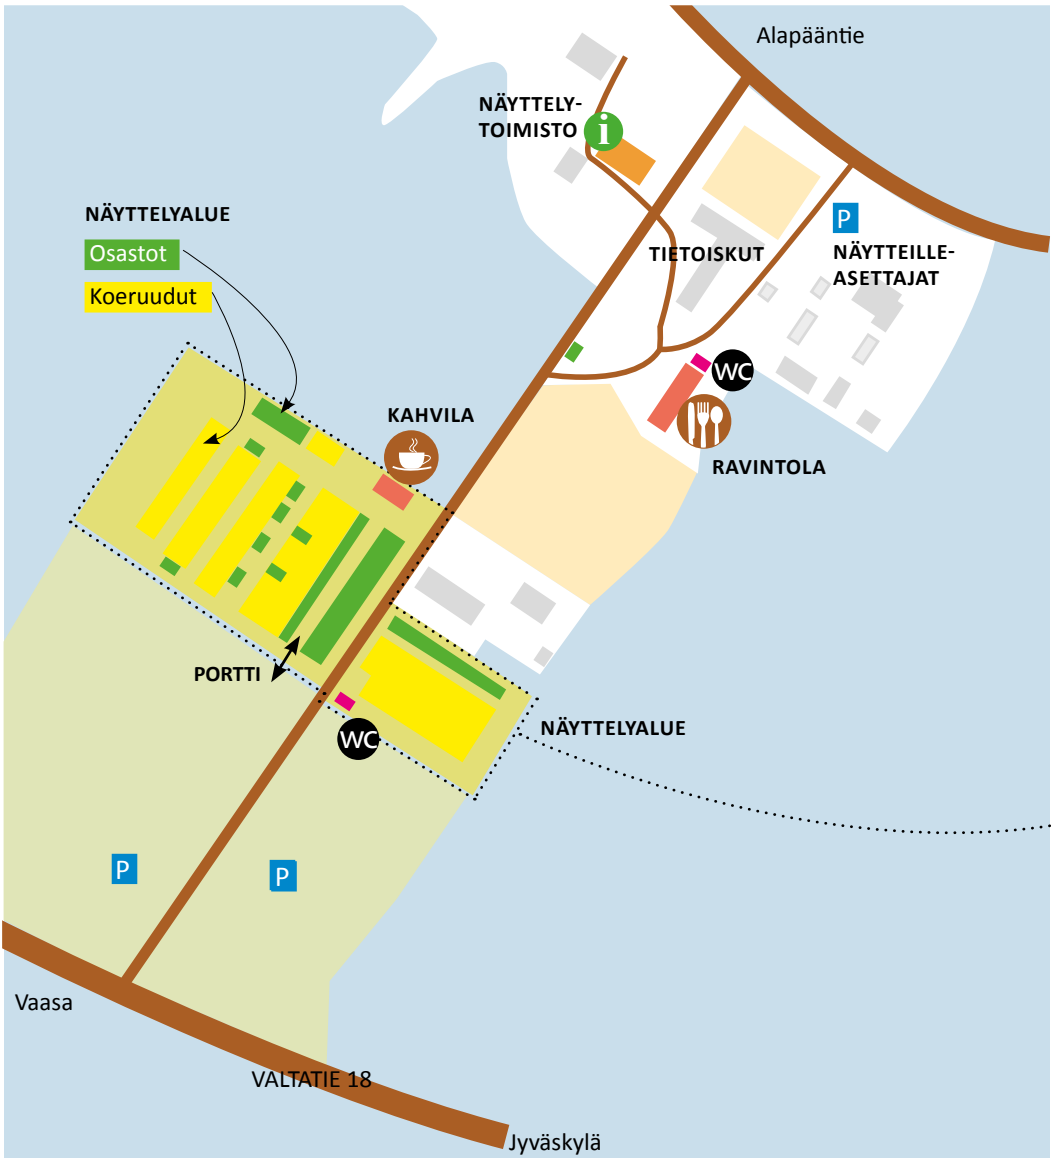 Alapääntie
NÄYTTELY-
TOIMISTO
i
NÄYTTELYALUE
Osastot
Koeruudut
P
NÄYTTEILLE-
ASETTAJAT
TIETOISKUT
WC
KAHVILA
RAVINTOLA
PORTTI
NÄYTTELYALUE
WC
P
P
Vaasa
VALTATIE 18
Jyväskylä